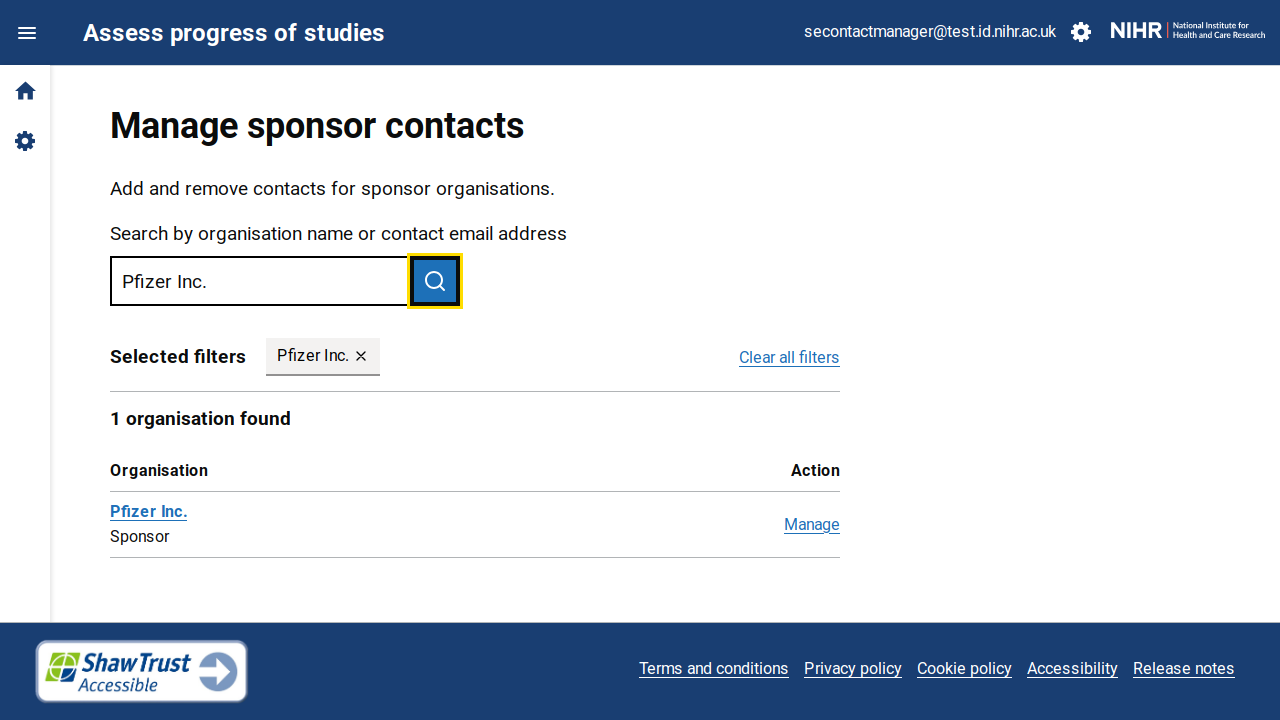 Assess progress of studies
secontactmanager@test.id.nihr.ac.uk
NIHR | National Institute for
Health and Care Research
Manage sponsor contacts
Add and remove contacts for sponsor organisations.
Search by organisation name or contact email address
Pfizer Inc.
Selected filters Pfizer Inc. Clear all filters
1 organisation found
Organisation Action
Pfizer Inc.
Sponsor
Manage
ShawTrust
Accessible
Terms and conditions Privacy policy Cookie policy Accessibility Release notes